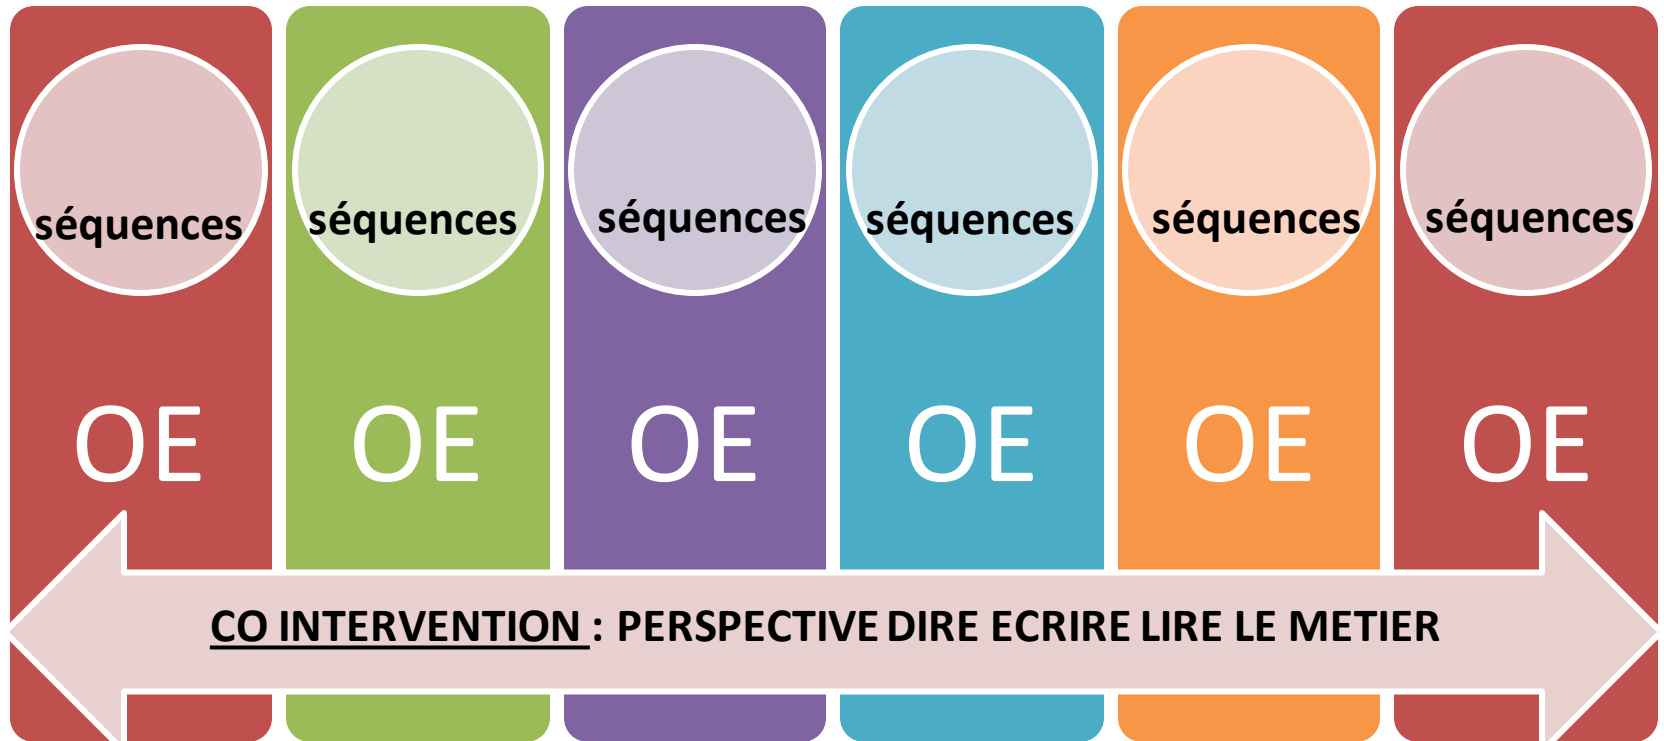 séquences séquences séquences séquences séquences séquences
OE OE OE OE OE OE
CO INTERVENTION : PERSPECTIVE DIRE ECRIRE LIRE LE METIER